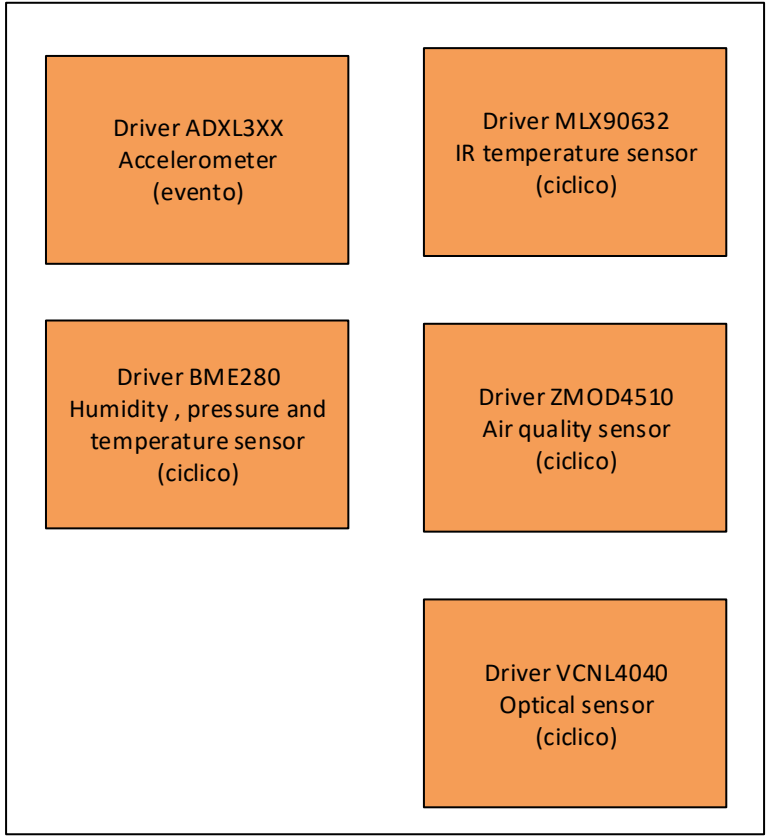 Driver ADXL3XX
Accelerometer
(evento)
Driver MLX90632
IR temperature sensor
(ciclico)
Driver BME280
Humidity , pressure and
temperature sensor
(ciclico)
Driver ZMOD4510
Air quality sensor
(ciclico)
Driver VCNL4040
Optical sensor
(ciclico)